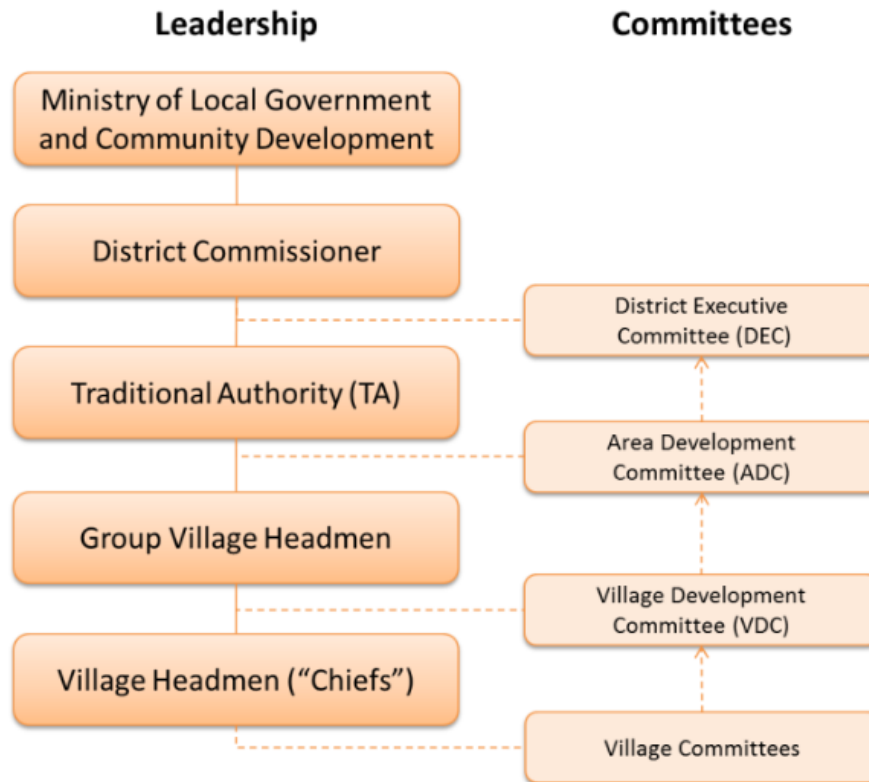 Leadership
Committees
Ministry of Local Government
and Community Development
District Commissioner
District Executive
Committee (DEC)
Traditional Authority (TA)
Area Development
Committee (ADC)
Group Village Headmen
Village Development
Committee (VDC)
Village Headmen (“Chiefs”)
Village Committees